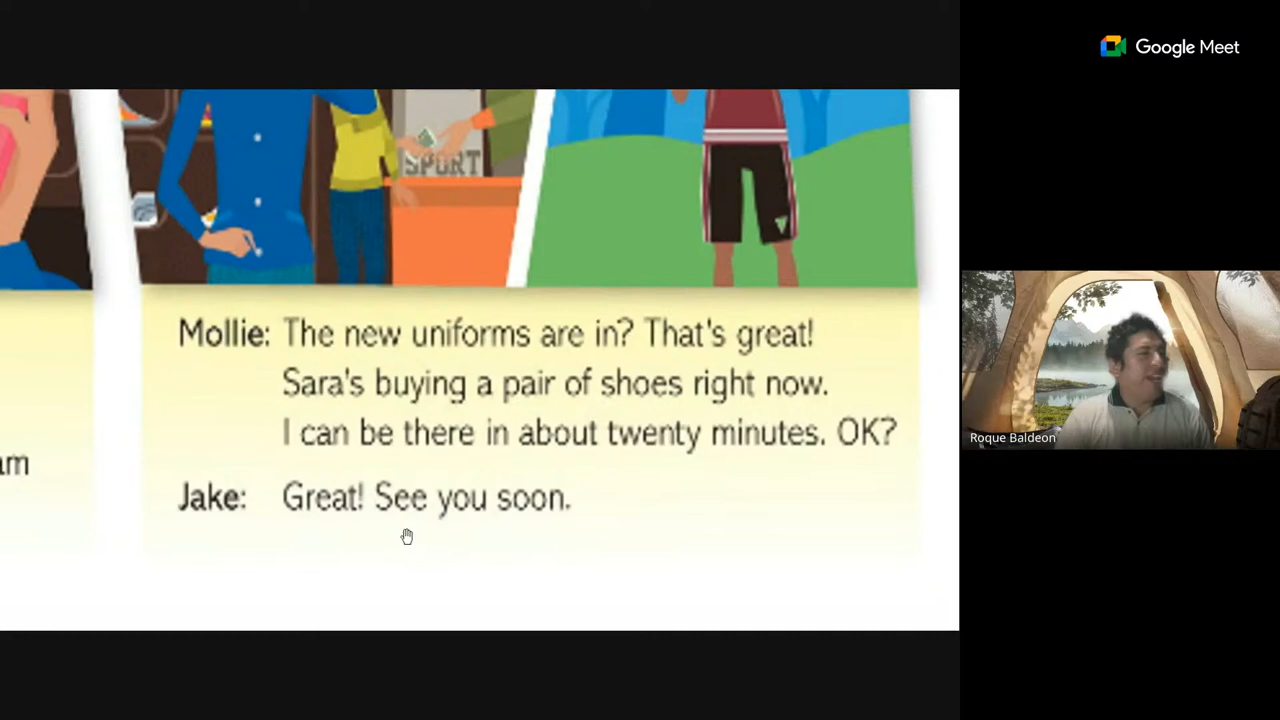 Google Meet
SPORT
Mollie: The new uniforms are in? That's great!
Sara's buying a pair of shoes right now.
I can be there in about twenty minutes. OK?
am
Jake: Great! See you soon.
Roque Baldeon